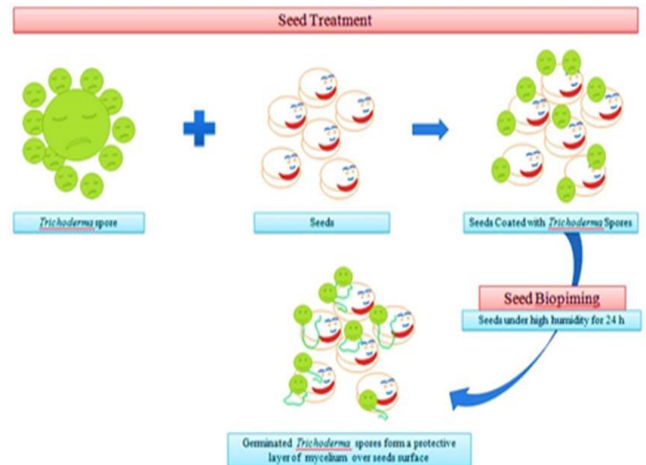 Seed Treatment
Trichoderma spore
Seeds
Seeds Coated with Trichoderma Spores
Seed Biopiming
Seeds under high humidity for 24 h
Germinated Trichoderma spores form a protective
layer of mycelium over seeds surface